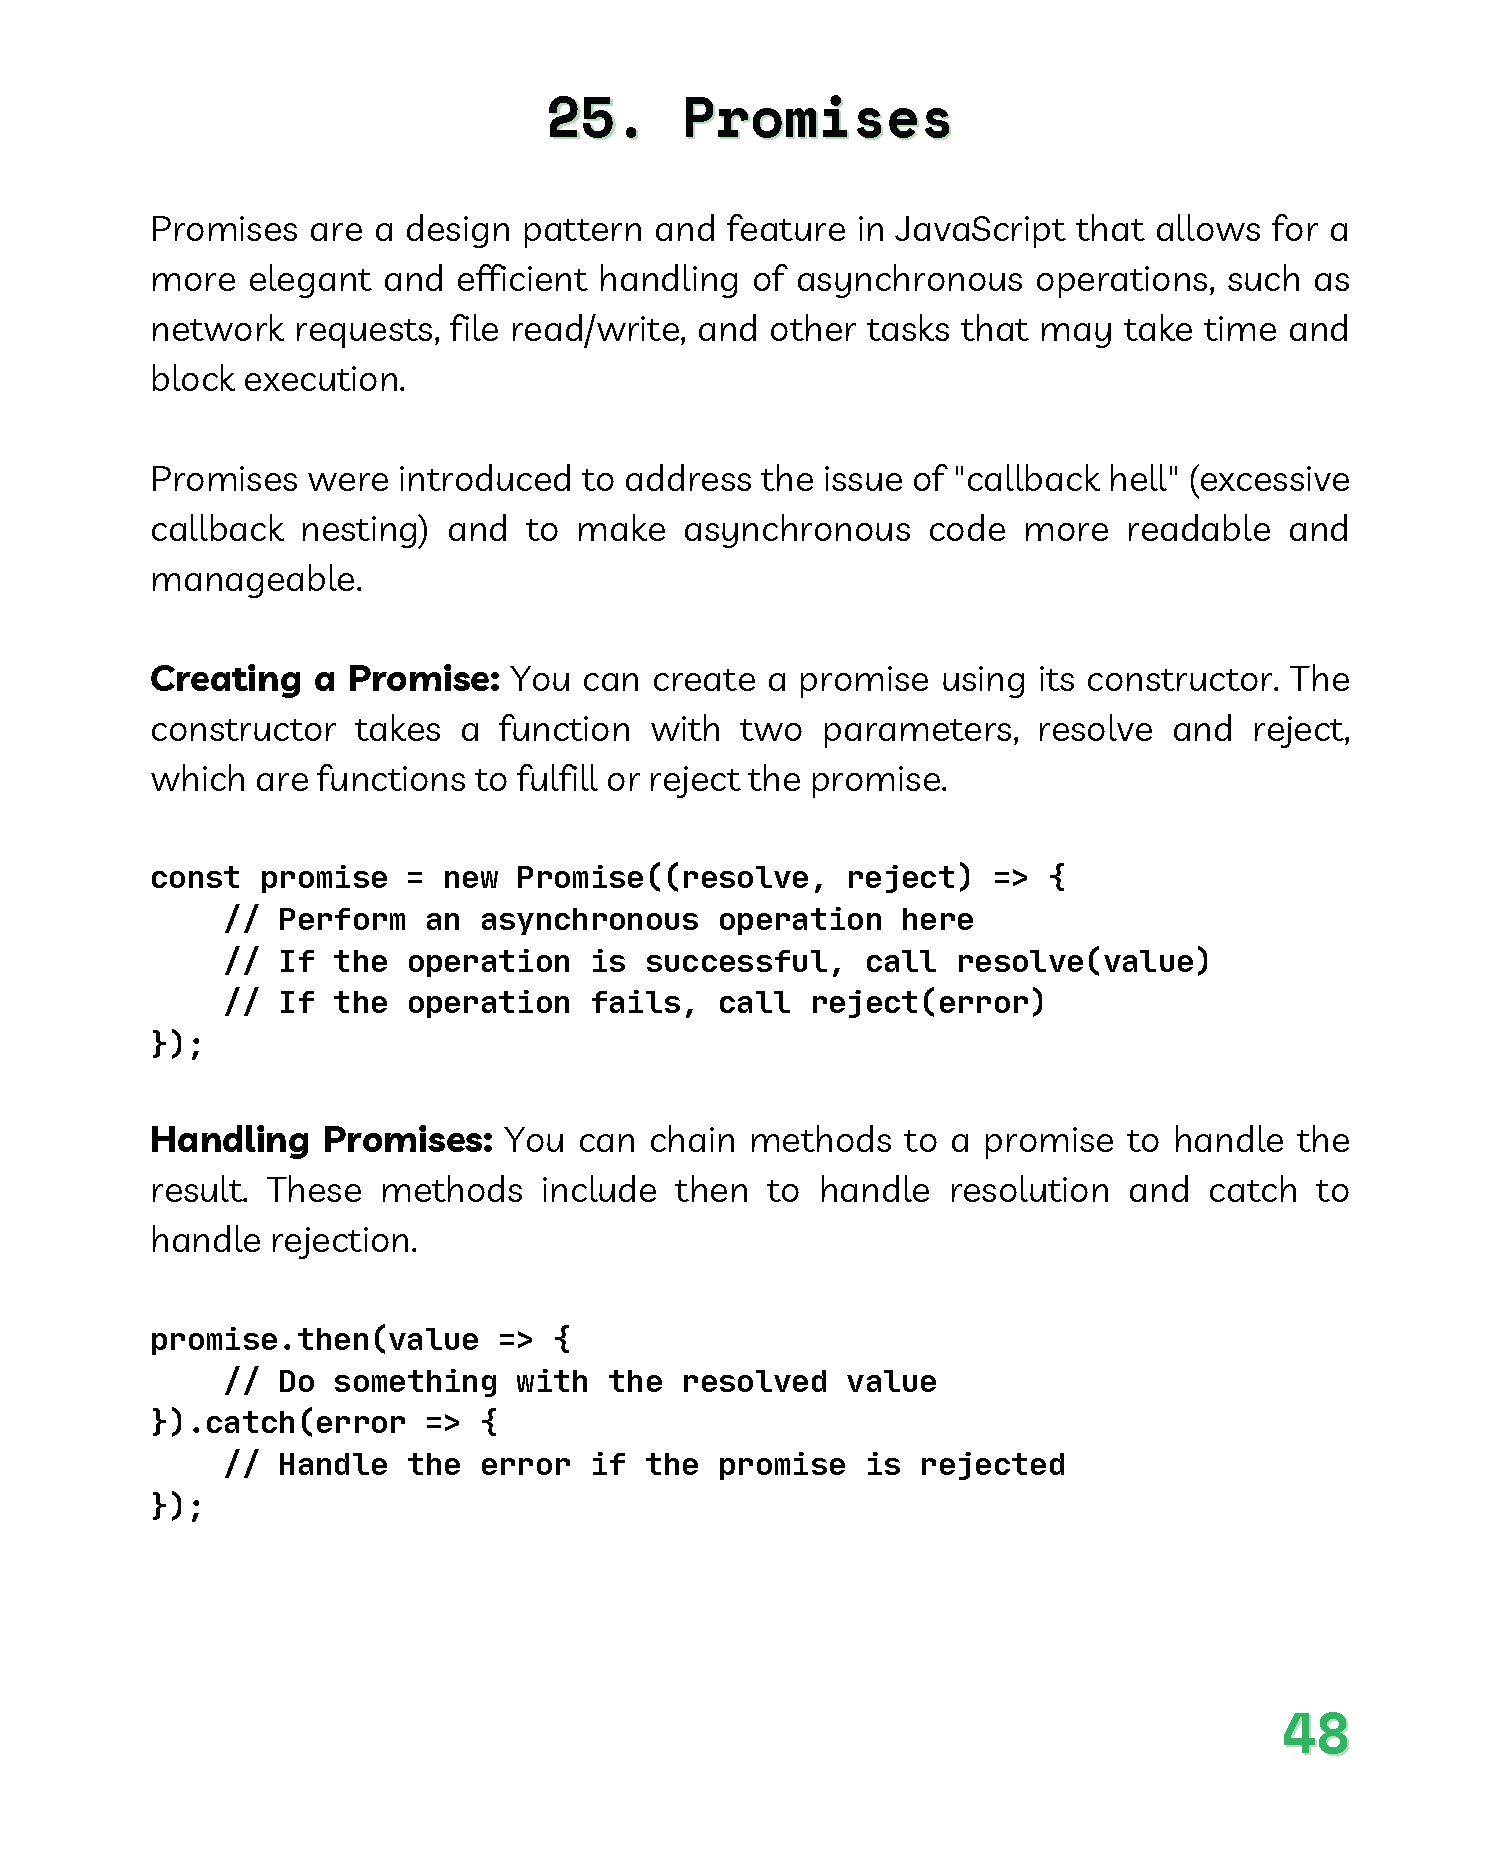 25. Promises
Promises are a design pattern and feature in JavaScript that allows for a
more elegant and efficient handling of asynchronous operations, such as
network requests, file read/write, and other tasks that may take time and
block execution.
Promises were introduced to address the issue of "callback hell" (excessive
callback nesting) and to make asynchronous code more readable and
manageable.
Creating a Promise: You can create a promise using its constructor. The
constructor takes a function with two parameters, resolve and reject,
which are functions to fulfill or reject the promise.
const promise = new Promise((resolve, reject) => {
    // Perform an asynchronous operation here
    // If the operation is successful, call resolve(value)
    // If the operation fails, call reject(error)
});
Handling Promises: You can chain methods to a promise to handle the
result. These methods include then to handle resolution and catch to
handle rejection.
promise.then(value => {
    // Do something with the resolved value
}).catch(error => {
    // Handle the error if the promise is rejected
});
48